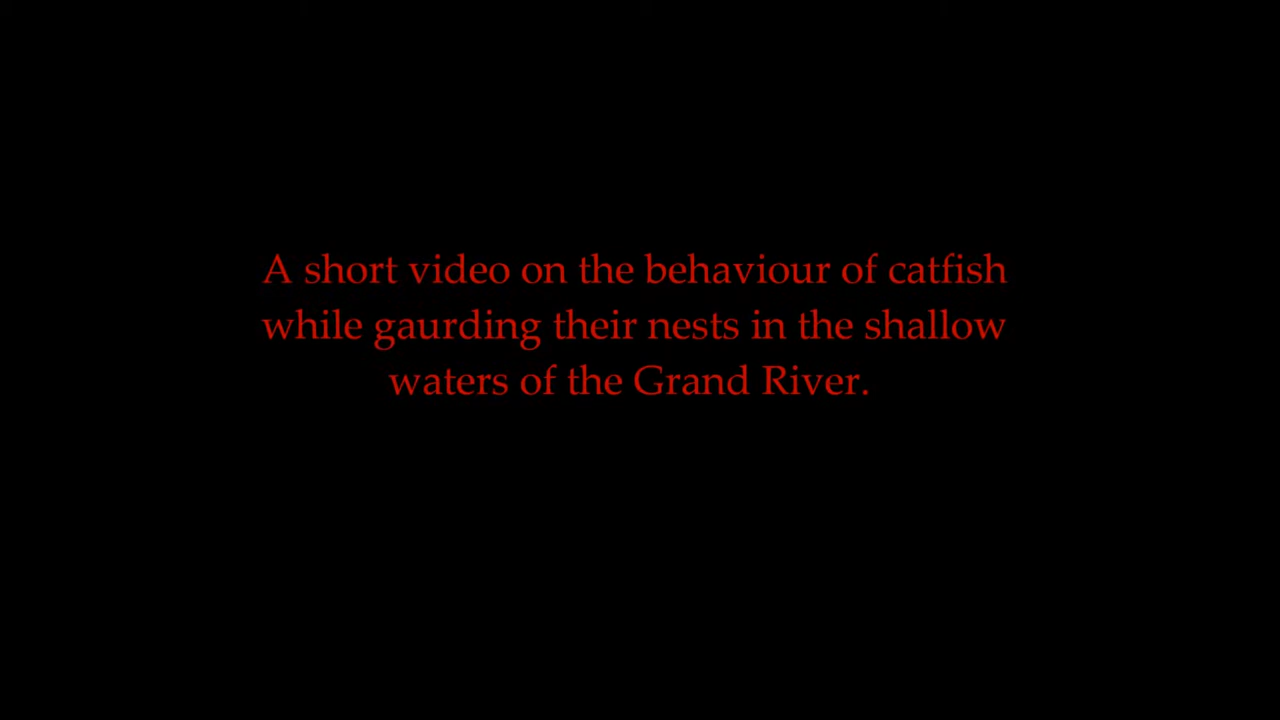 A short video on the behaviour of catfish
while gaurding their nests in the shallow
waters of the Grand River.